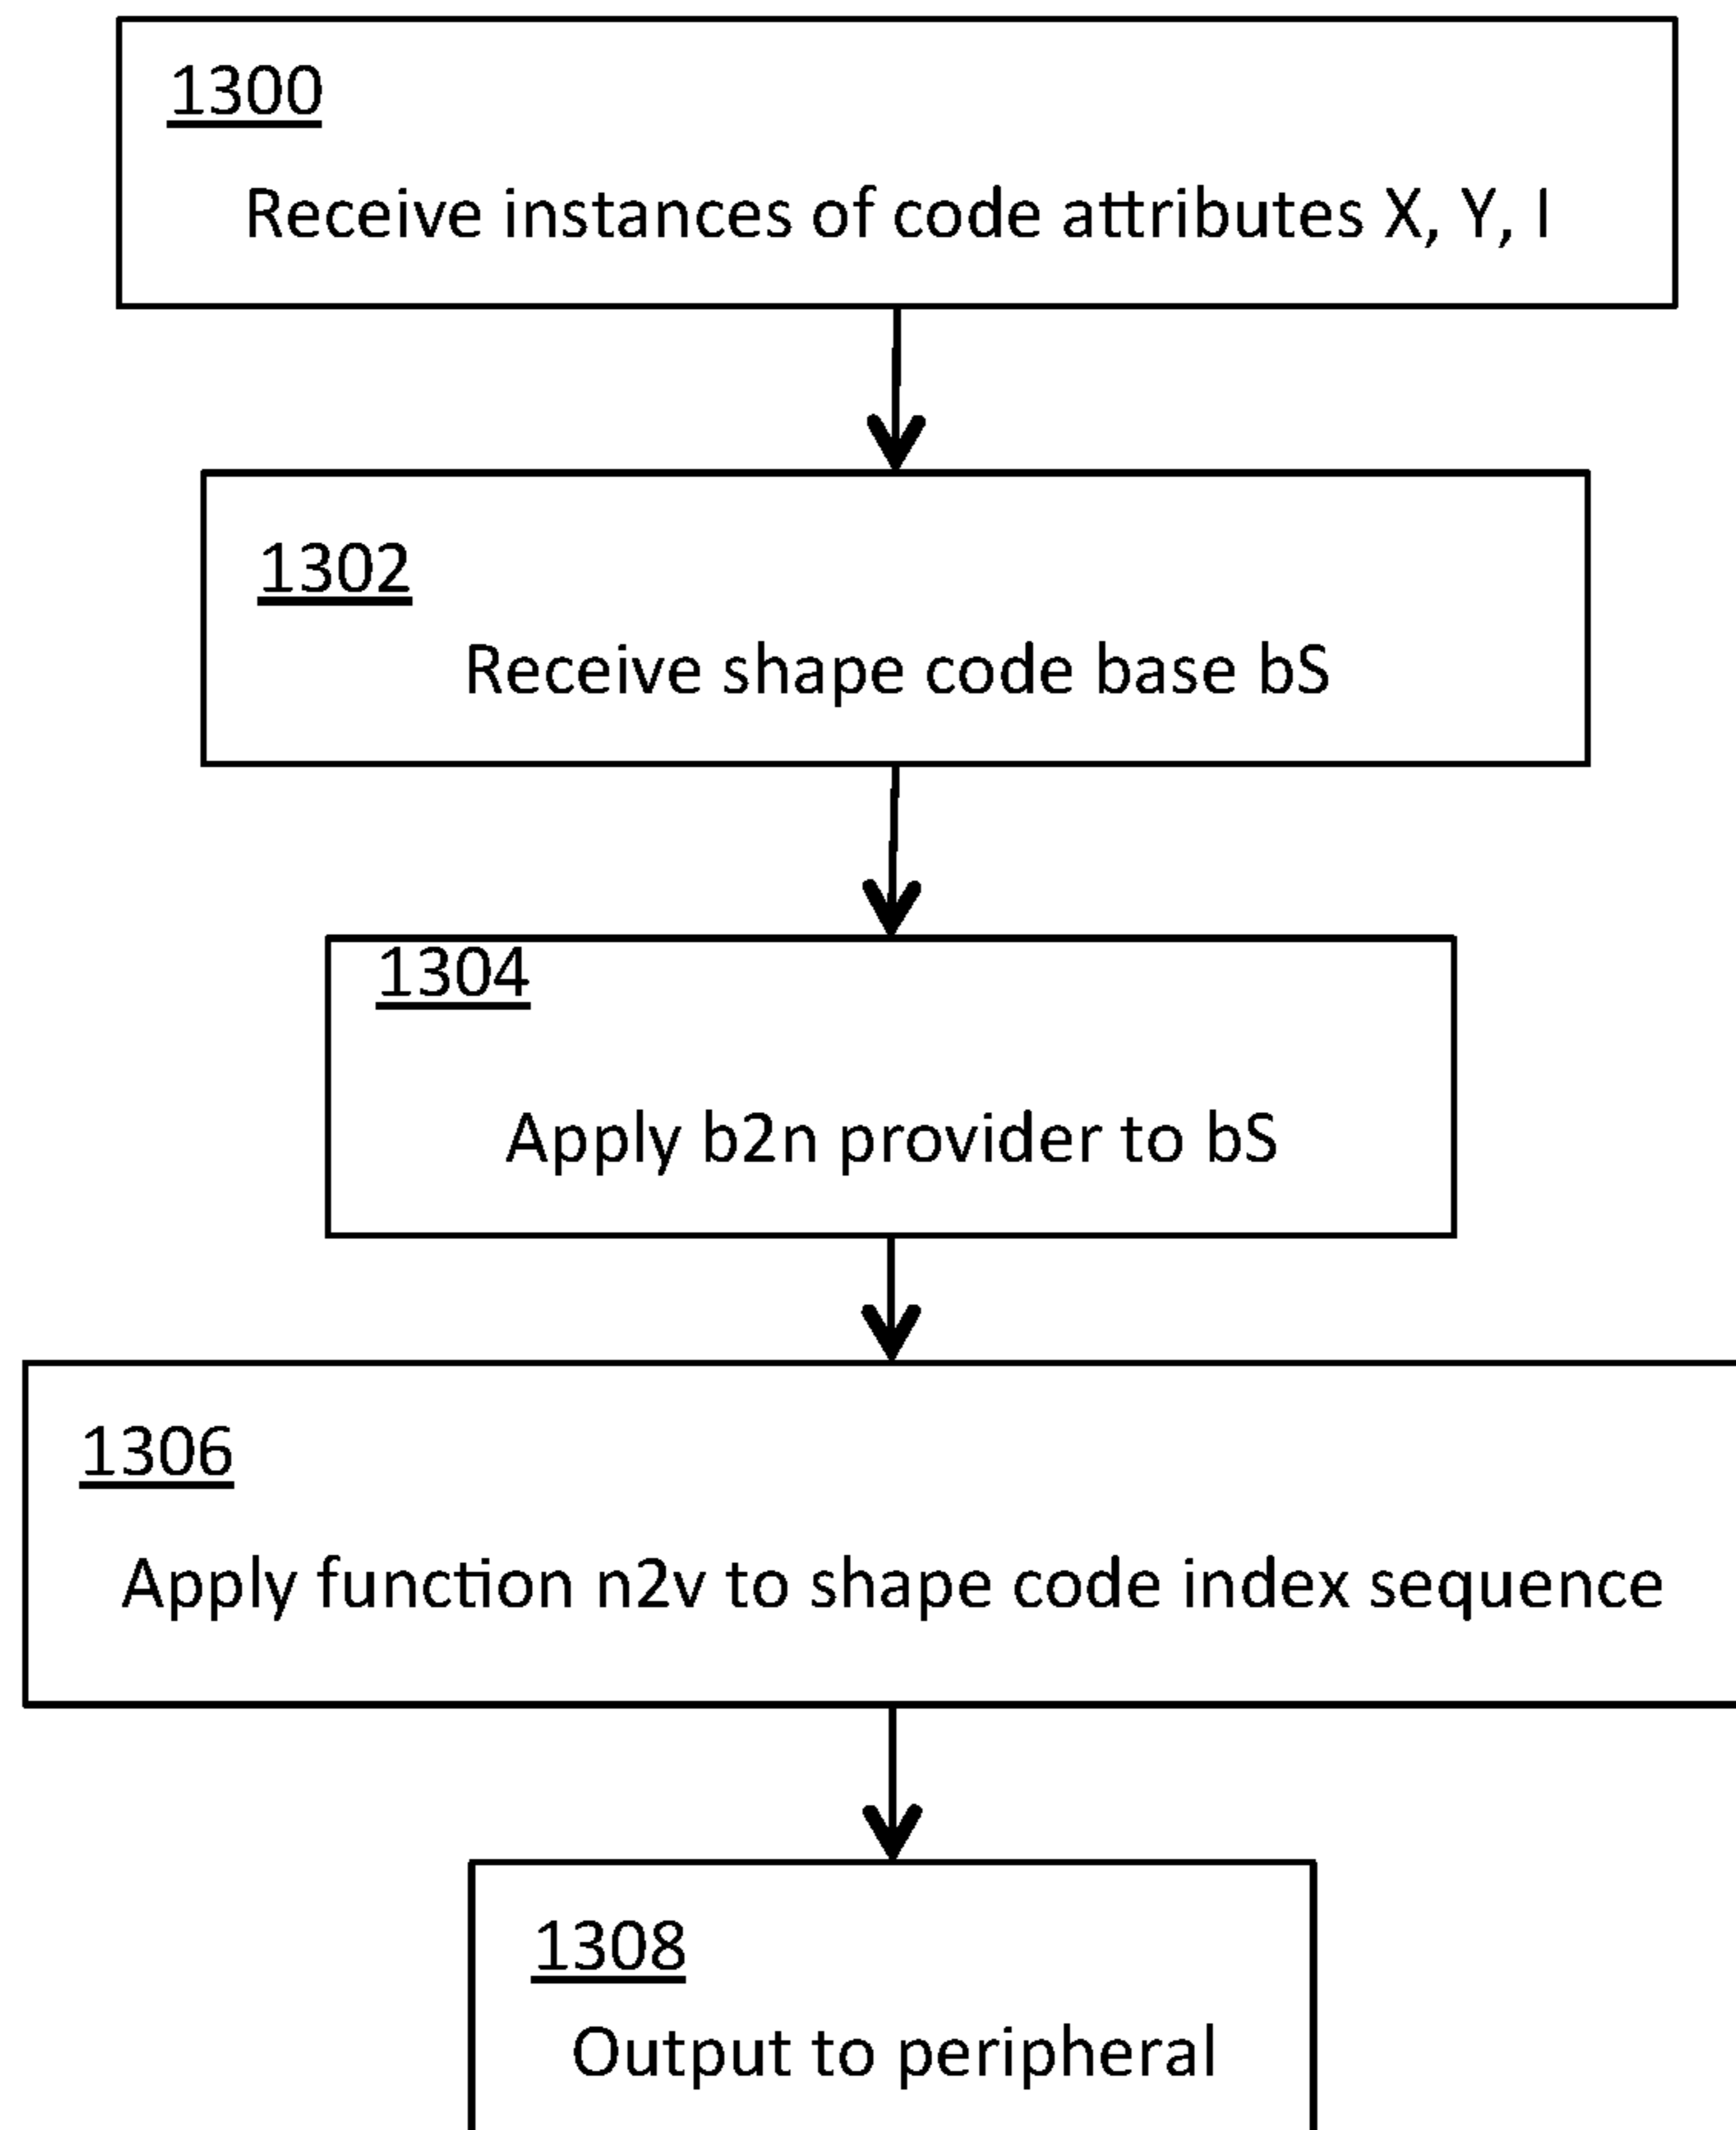 1300
Receive instances of code attributes X, Y, I
1302
Receive shape code base bS
1304
Apply b2n provider to bS
1306
Apply function n2v to shape code index sequence
1308
Output to peripheral